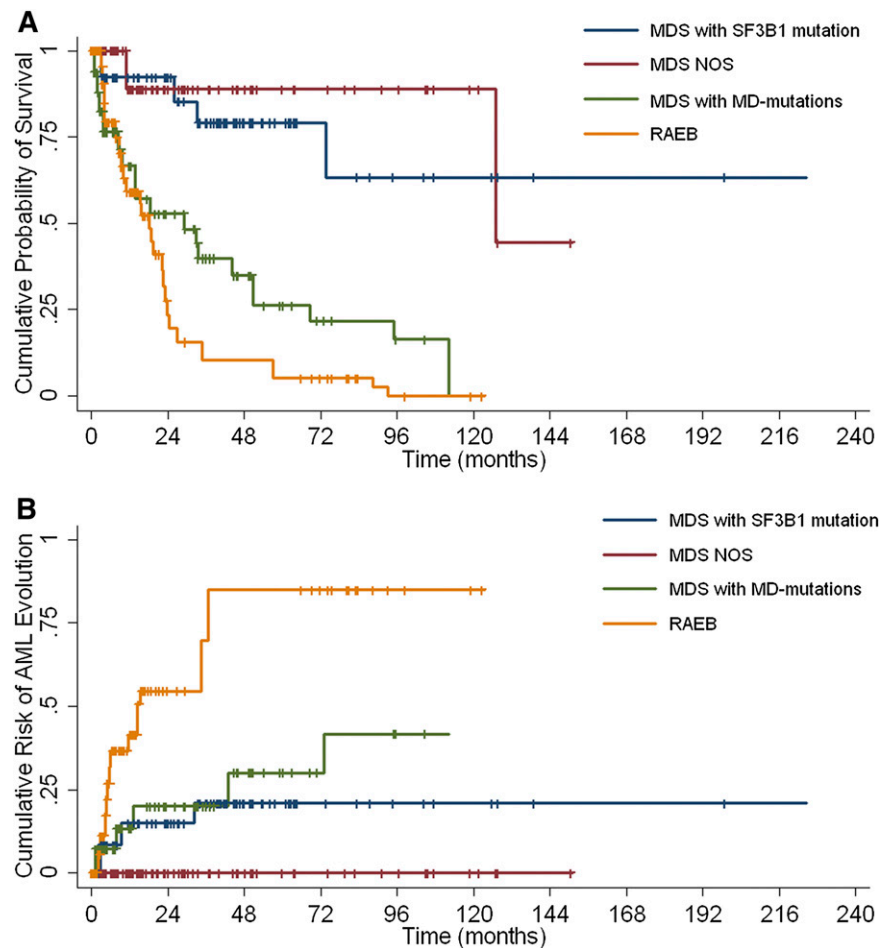 A
MDS with SF3B1 mutation
MDS NOS
MDS with MD-mutations
RAEB
Cumulative Probability of Survival
1
.75
.5
.25
0
0 24 48 72 96 120 144 168 192 216 240
Time (months)
B
MDS with SF3B1 mutation
MDS NOS
MDS with MD-mutations
RAEB
Cumulative Risk of AML Evolution
1
.75
.5
.25
0
0 24 48 72 96 120 144 168 192 216 240
Time (months)